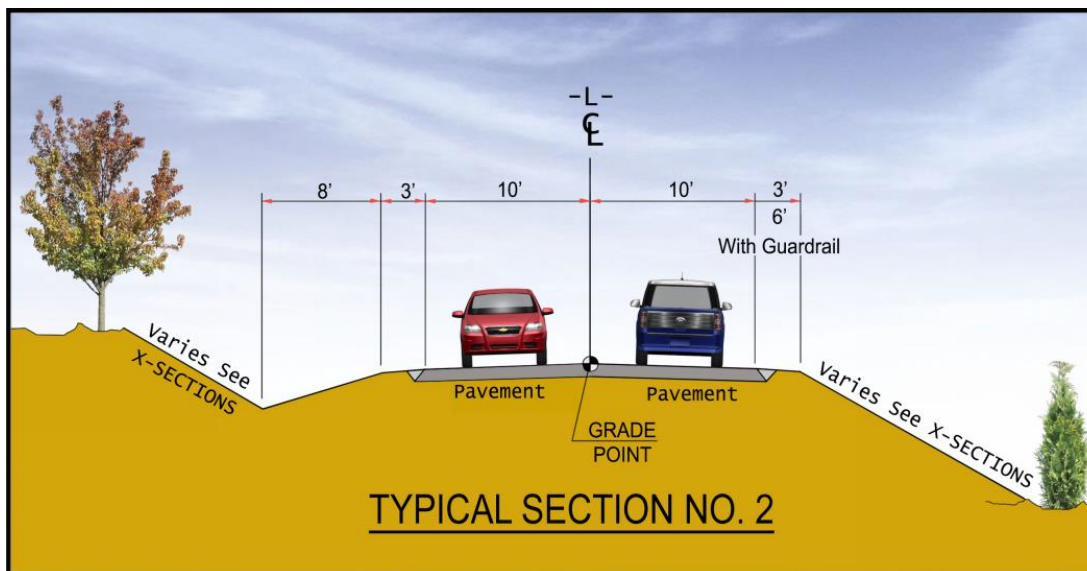 -L-
℄
8'
3'
10'
10'
3'
6'
With Guardrail
Varies See
X-SECTIONS
Pavement
Pavement
Varies See X-SECTIONS
GRADE
POINT
TYPICAL SECTION NO. 2